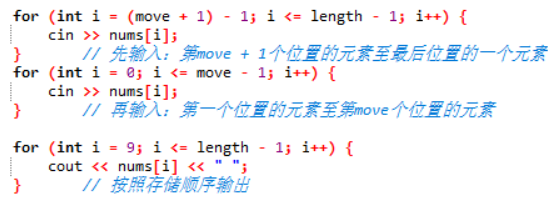 for (int i = (move + 1) - 1; i <= length - 1; i++) {
    cin >> nums[i];
}       // 先输入：第move + 1个位置的元素至最后位置的一个元素
for (int i = 0; i <= move - 1; i++) {
    cin >> nums[i];
}       // 再输入：第一个位置的元素至第move个位置的元素

for (int i = 9; i <= length - 1; i++) {
    cout << nums[i] << " ";
}       // 按照存储顺序输出